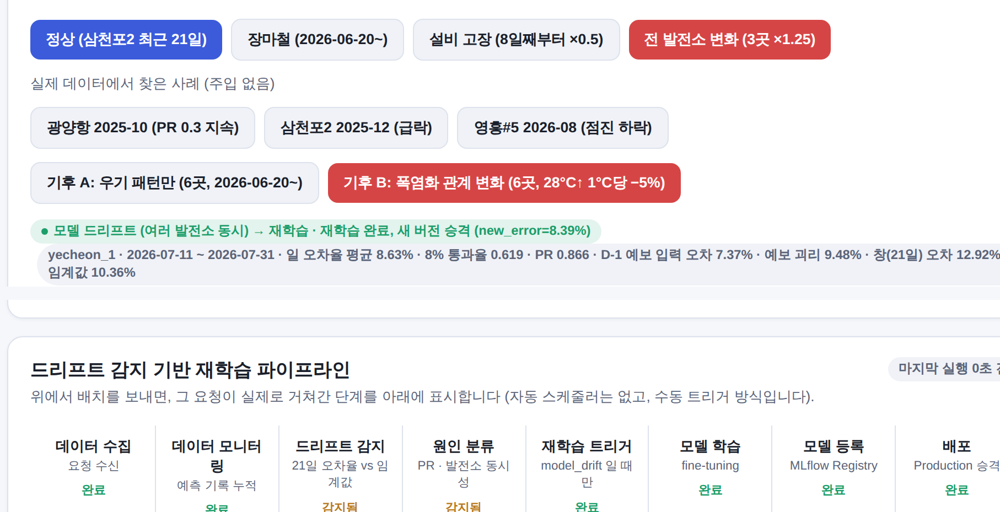 정상 (삼천포2 최근 21일) 장마철 (2026-06-20~) 설비 고장 (8일째부터 ×0.5) 전 발전소 변화 (3곳 ×1.25)
실제 데이터에서 찾은 사례 (주입 없음)
광양항 2025-10 (PR 0.3 지속) 삼천포2 2025-12 (급락) 영흥#5 2026-08 (점진 하락)
기후 A: 우기 패턴만 (6곳, 2026-06-20~) 기후 B: 폭염화 관계 변화 (6곳, 28°C↑ 1°C당 −5%)
● 모델 드리프트 (여러 발전소 동시) → 재학습 · 재학습 완료, 새 버전 승격 (new_error=8.39%)
yecheon_1 · 2026-07-11 ~ 2026-07-31 · 일 오차율 평균 8.63% · 8% 통과율 0.619 · PR 0.866 · D-1 예보 입력 오차 7.37% · 예보 괴리 9.48% · 창(21일) 오차 12.92%
임계값 10.36%
드리프트 감지 기반 재학습 파이프라인
마지막 실행 0초
위에서 배치를 보내면, 그 요청이 실제로 거쳐간 단계를 아래에 표시합니다 (자동 스케줄러는 없고, 수동 트리거 방식입니다).
데이터 수집
요청 수신
완료
데이터 모니터
링
예측 기록 누적
완료
드리프트 감지
21일 오차율 vs 임
계값
감지됨
원인 분류
PR · 발전소 동시
성
감지됨
재학습 트리거
model_drift 일 때
만
완료
모델 학습
fine-tuning
완료
모델 등록
MLflow Registry
완료
배포
Production 승격
완료